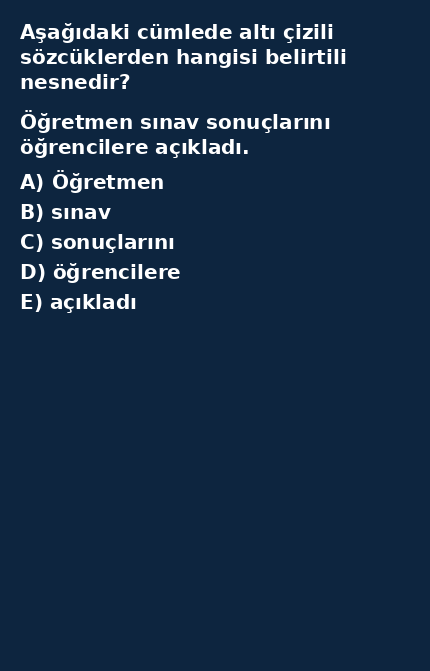 Aşağıdaki cümlede altı çizili
sözcüklerden hangisi belirtili
nesnedir?
Öğretmen sınav sonuçlarını
öğrencilere açıkladı.
A) Öğretmen
B) sınav
C) sonuçlarını
D) öğrencilere
E) açıkladı